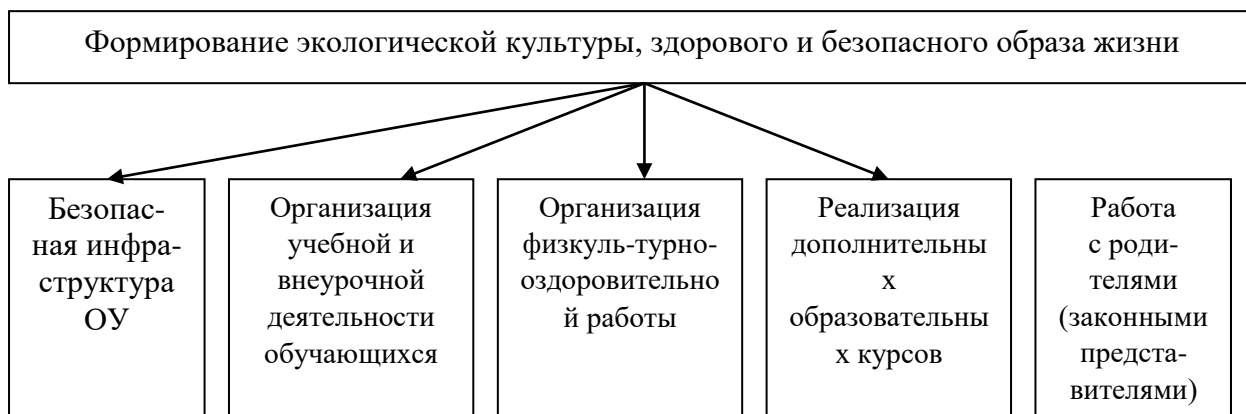 Формирование экологической культуры, здорового и безопасного образа жизни
Безопас-
ная инфра-
структура
ОУ
Организация
учебной и
внеурочной
деятельности
обучающихся
Организация
физкуль-турно-
оздоровительно
й работы
Реализация
дополнительны
х
образовательны
х курсов
Работа
с роди-
телями
(законными
предста-
вителями)